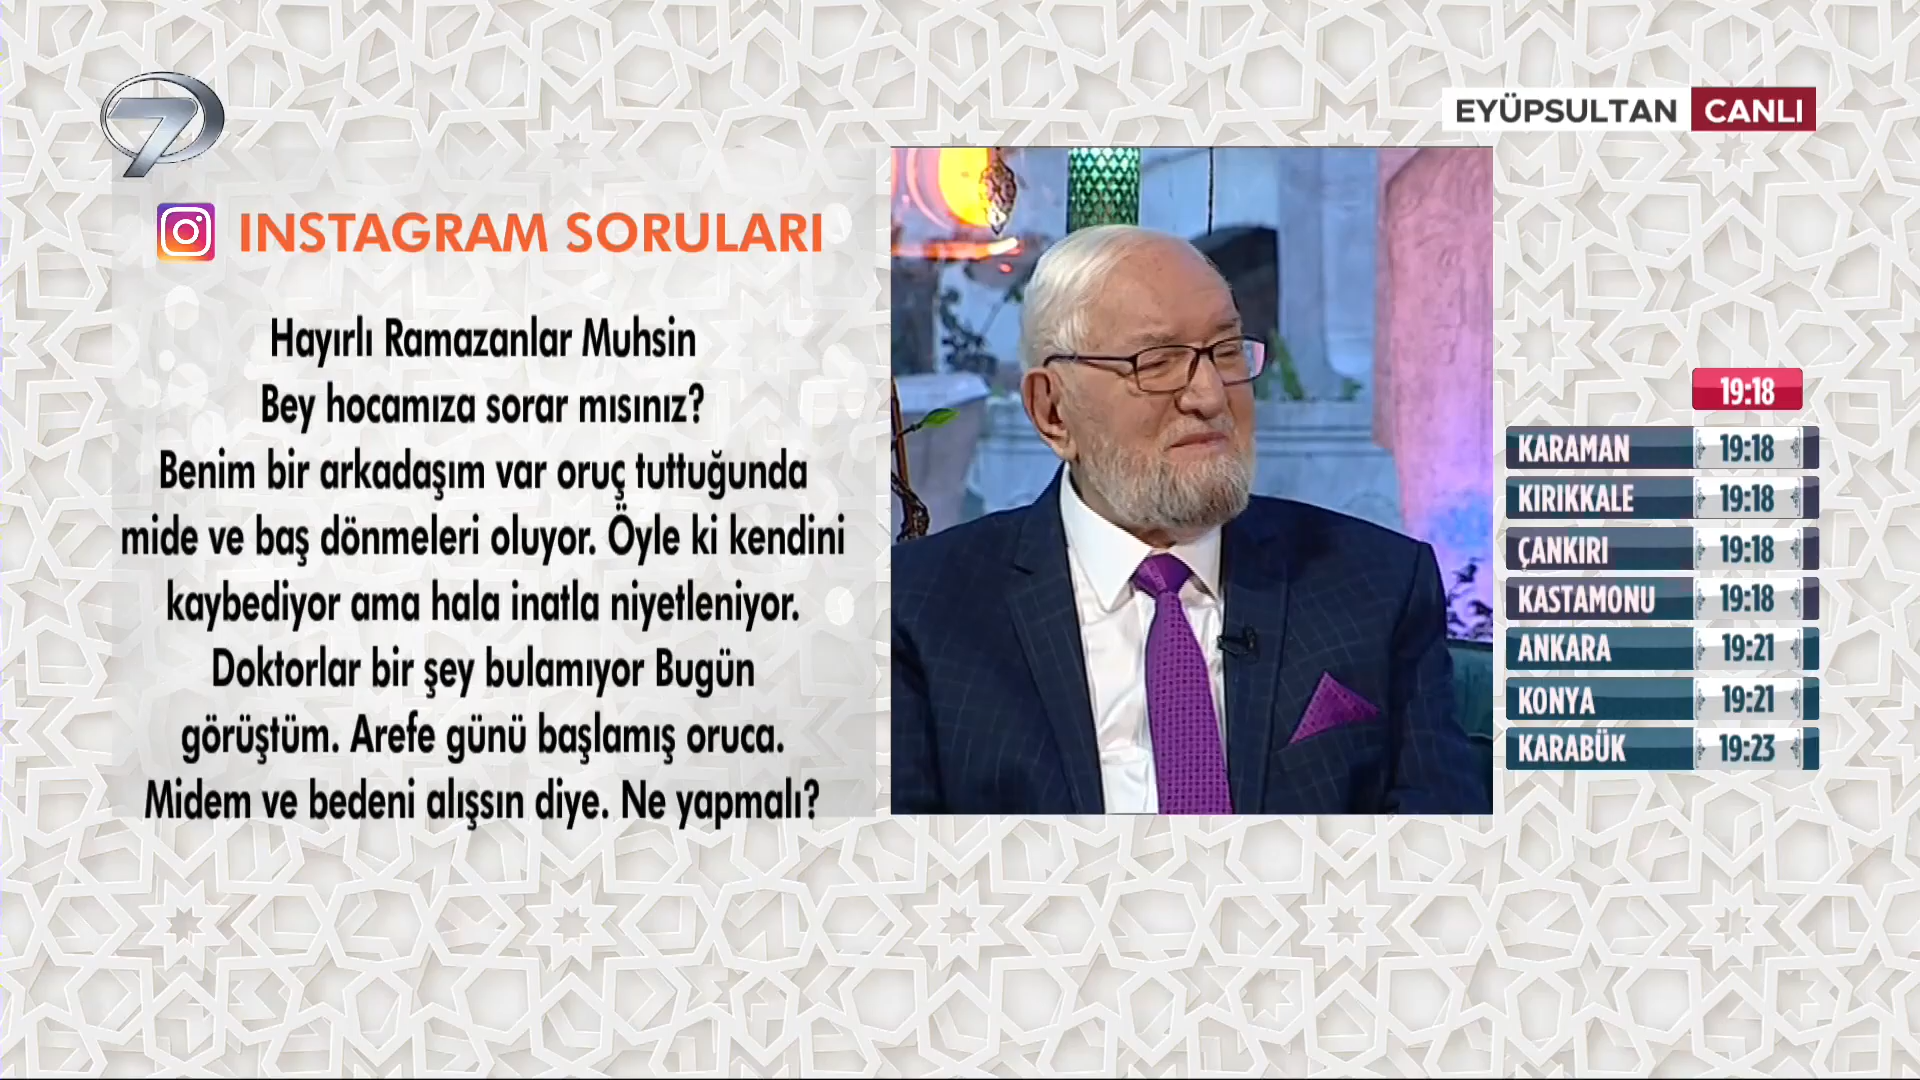 7
EYÜPSULTAN CANLI
INSTAGRAM SORULARI
Hayırlı Ramazanlar Muhsin
Bey hocamıza sorar mısınız?
Benim bir arkadaşım var oruç tuttuğunda
mide ve baş dönmeleri oluyor. Öyle ki kendini
kaybediyor ama hala inatla niyetleniyor.
Doktorlar bir şey bulamıyor Bugün
görüştüm. Arefe günü başlamış oruca.
Midem ve bedeni alışsın diye. Ne yapmalı?
19:18
KARAMAN 19:18
KIRIKKALE 19:18
ÇANKIRI 19:18
KASTAMONU 19:18
ANKARA 19:21
KONYA 19:21
KARABÜK 19:23